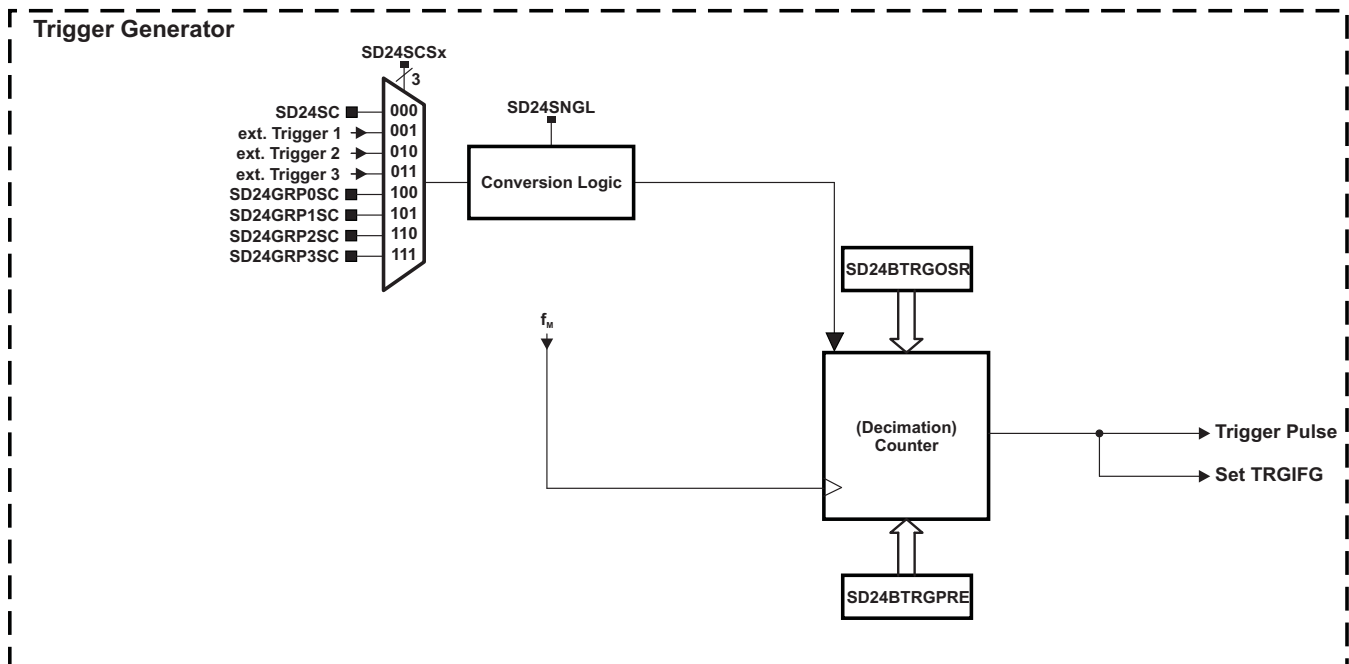 Trigger Generator
SD24SCSx
3
SD24SC
000
ext. Trigger 1
001
ext. Trigger 2
010
ext. Trigger 3
011
SD24GRP0SC
100
SD24GRP1SC
101
SD24GRP2SC
110
SD24GRP3SC
111
SD24SNGL
Conversion Logic
SD24BTRGOSR
fM
(Decimation)
Counter
Trigger Pulse
Set TRGIFG
SD24BTRGPRE